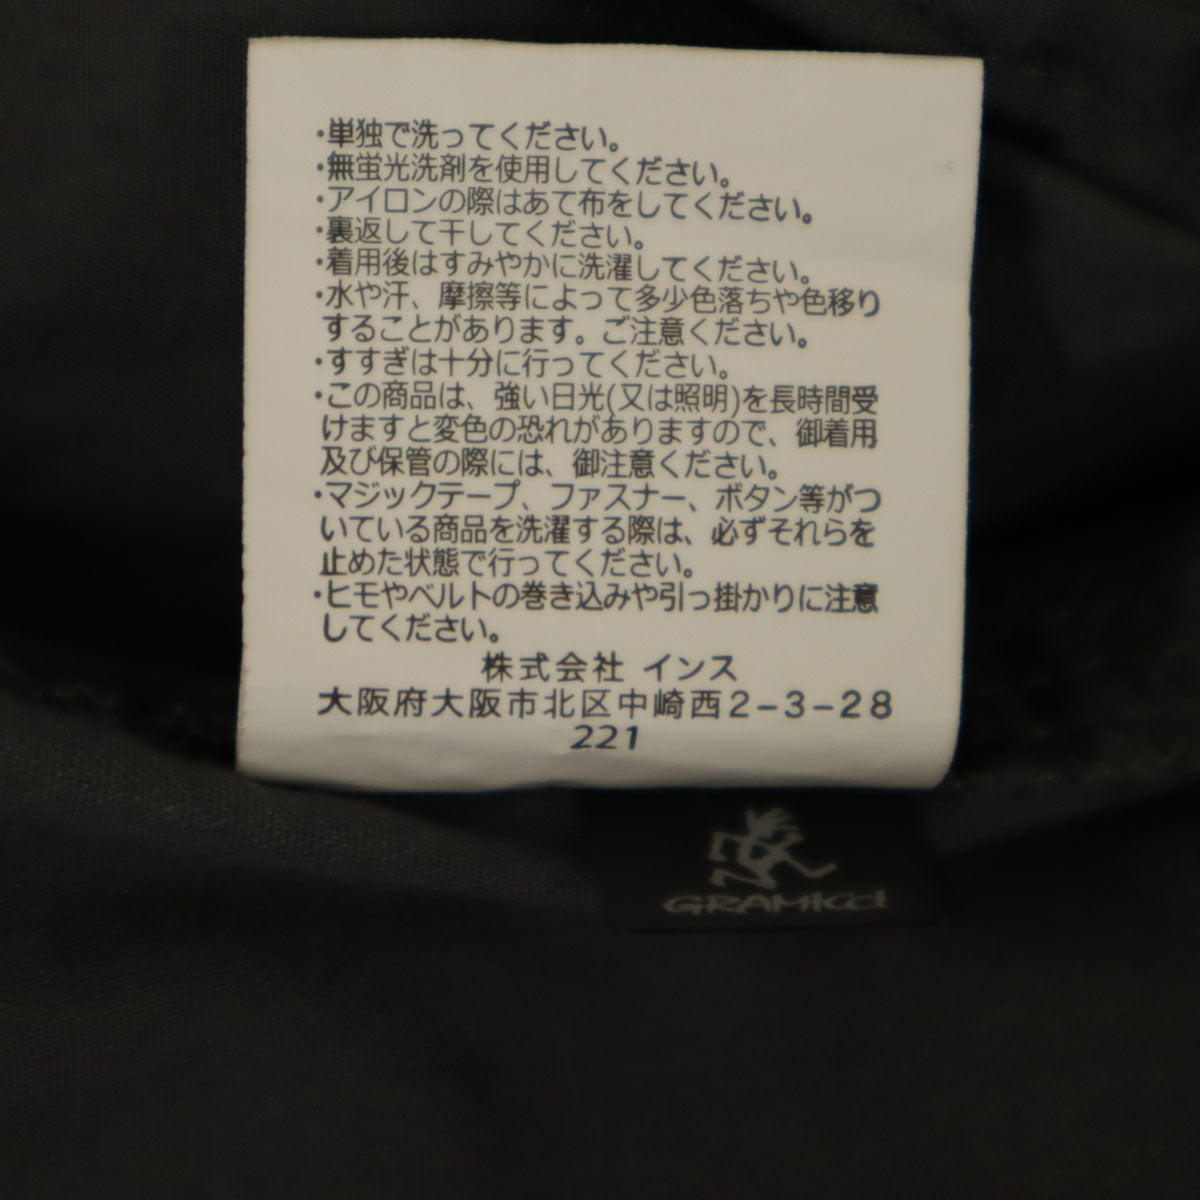 ・単独で洗ってください。
・無蛍光洗剤を使用してください。
・アイロンの際はあて布をしてください。
・裏返して干してください。
・着用後はすみやかに洗濯してください。
・水や汗、摩擦等によって多少色落ちや色移り
することがあります。ご注意ください。
・すすぎは十分に行ってください。
・この商品は、強い日光(又は照明)を長時間受
けますと変色の恐れがありますので、御着用
及び保管の際には、御注意ください。
・マジックテープ、ファスナー、ボタン等がつ
いている商品を洗濯する際は、必ずそれらを
止めた状態で行ってください。
・ヒモやベルトの巻き込みや引っ掛かりに注意
してください。
株式会社 インス
大阪府大阪市北区中崎西2-3-28
221
GRAMICCI